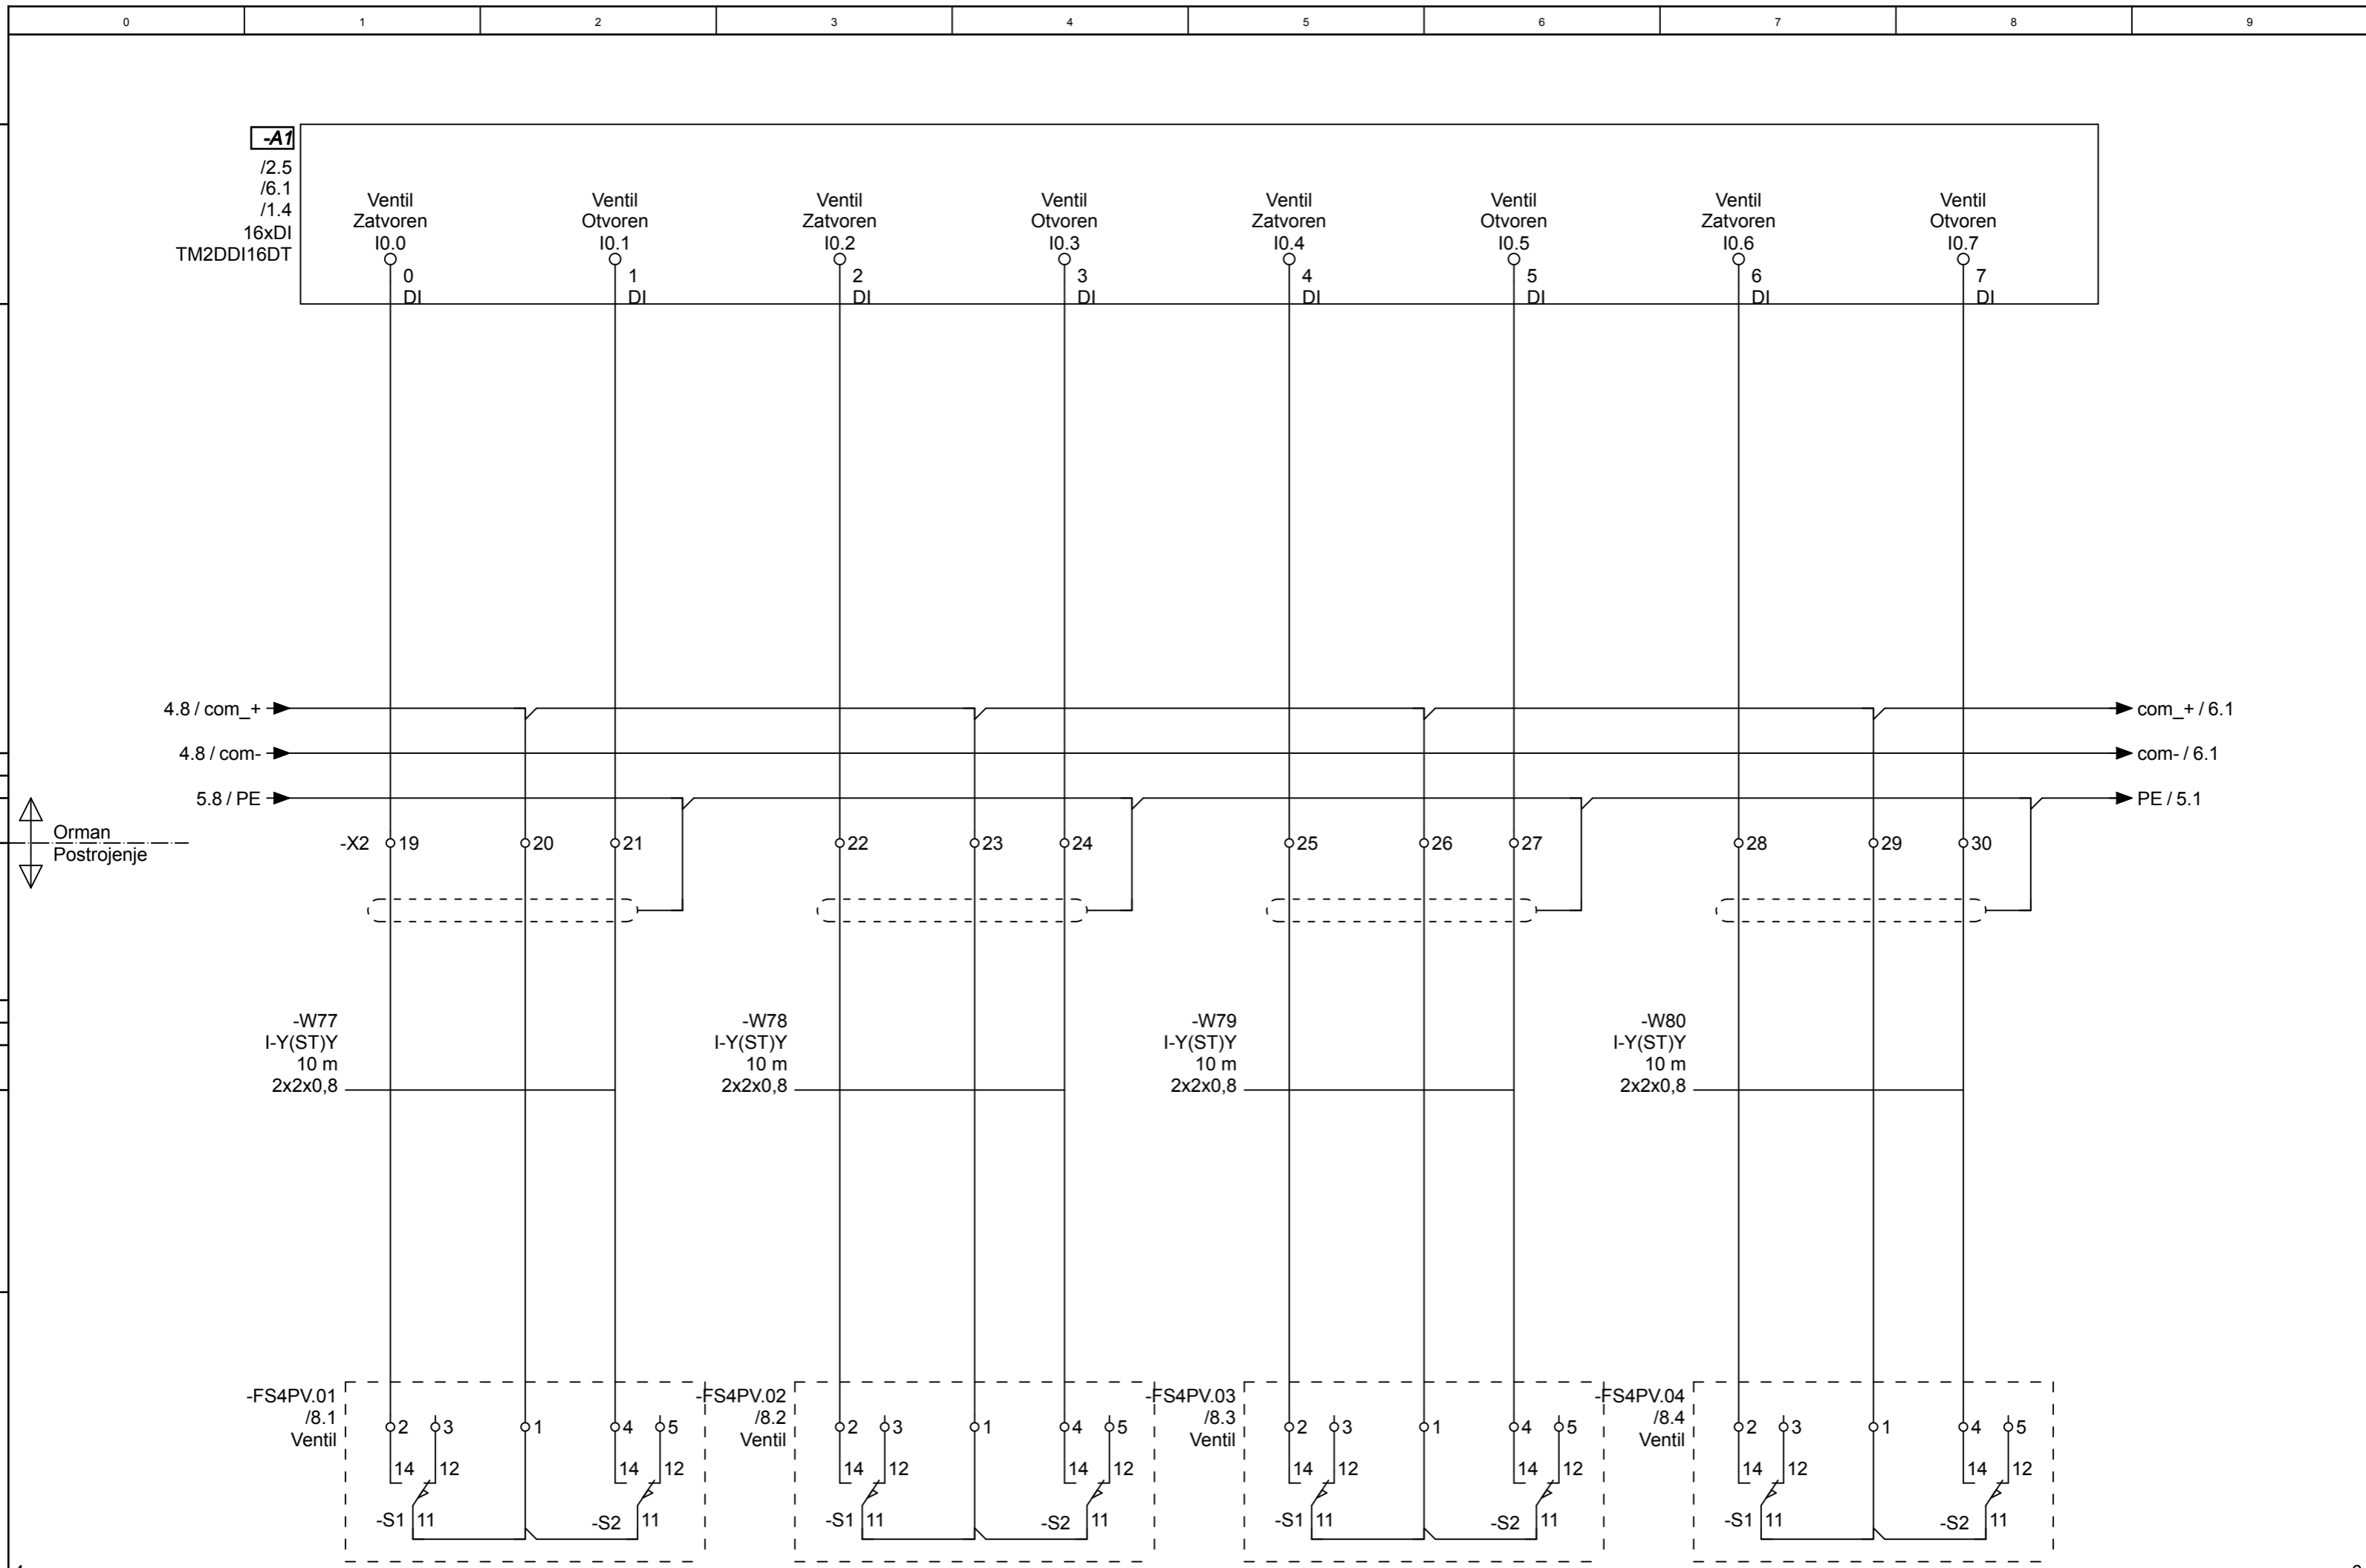 0 1 2 3 4 5 6 7 8 9
-A1
/2.5
/6.1
/1.4
16xDI
TM2DDI16DT
Ventil
Zatvoren
I0.0
0
DI
Ventil
Otvoren
I0.1
1
DI
Ventil
Zatvoren
I0.2
2
DI
Ventil
Otvoren
I0.3
3
DI
Ventil
Zatvoren
I0.4
4
DI
Ventil
Otvoren
I0.5
5
DI
Ventil
Zatvoren
I0.6
6
DI
Ventil
Otvoren
I0.7
7
DI
4.8 / com_+
com_+ / 6.1
4.8 / com-
com- / 6.1
5.8 / PE
PE / 5.1
Orman
Postrojenje
-X2 19 20 21 22 23 24 25 26 27 28 29 30
-W77
I-Y(ST)Y
10 m
2x2x0,8
-W78
I-Y(ST)Y
10 m
2x2x0,8
-W79
I-Y(ST)Y
10 m
2x2x0,8
-W80
I-Y(ST)Y
10 m
2x2x0,8
-FS4PV.01
/8.1
Ventil
2 3 1 4 5
14 12 14 12
-S1 11 -S2 11
-FS4PV.02
/8.2
Ventil
2 3 1 4 5
14 12 14 12
-S1 11 -S2 11
-FS4PV.03
/8.3
Ventil
2 3 1 4 5
14 12 14 12
-S1 11 -S2 11
-FS4PV.04
/8.4
Ventil
2 3 1 4 5
14 12 14 12
-S1 11 -S2 11